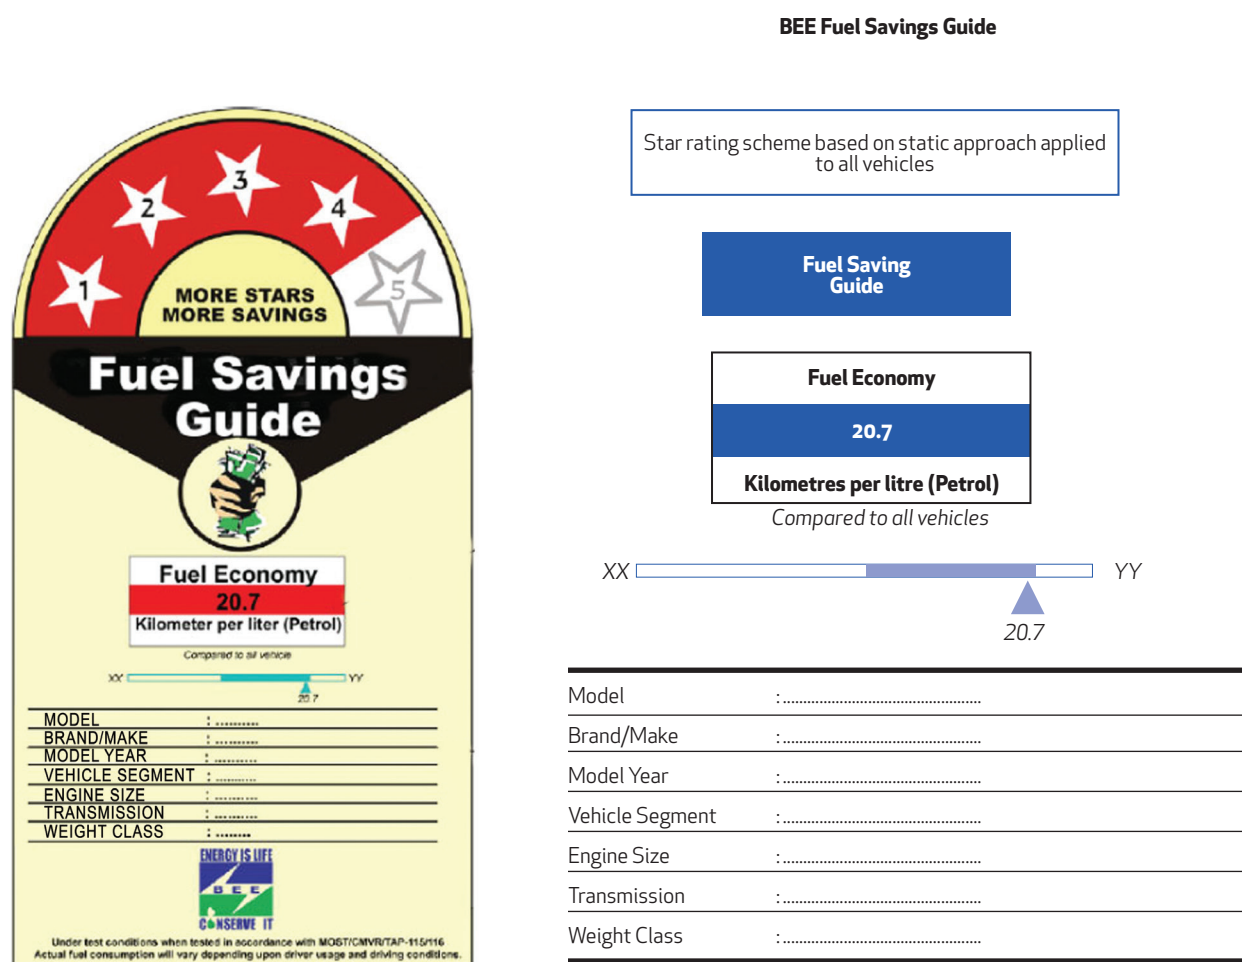 BEE Fuel Savings Guide
1
2
3
4
5
MORE STARS
MORE SAVINGS
Fuel Savings
Guide
Fuel Economy
20.7
Kilometer per liter (Petrol)
Compared to all vehicle
XX YY
20.7
MODEL : ..........
BRAND/MAKE : ..........
MODEL YEAR : ..........
VEHICLE SEGMENT : ..........
ENGINE SIZE : ..........
TRANSMISSION : ..........
WEIGHT CLASS : ........
ENERGY IS LIFE
BEE
CONSERVE IT
Under test conditions when tested in accordance with MOST/CMVR/TAP-115/116
Actual fuel consumption will vary depending upon driver usage and driving conditions.
Star rating scheme based on static approach applied
to all vehicles
Fuel Saving
Guide
Fuel Economy
20.7
Kilometres per litre (Petrol)
Compared to all vehicles
XX YY
20.7
Model :.................................................
Brand/Make :.................................................
Model Year :.................................................
Vehicle Segment :.................................................
Engine Size :.................................................
Transmission :.................................................
Weight Class :.................................................